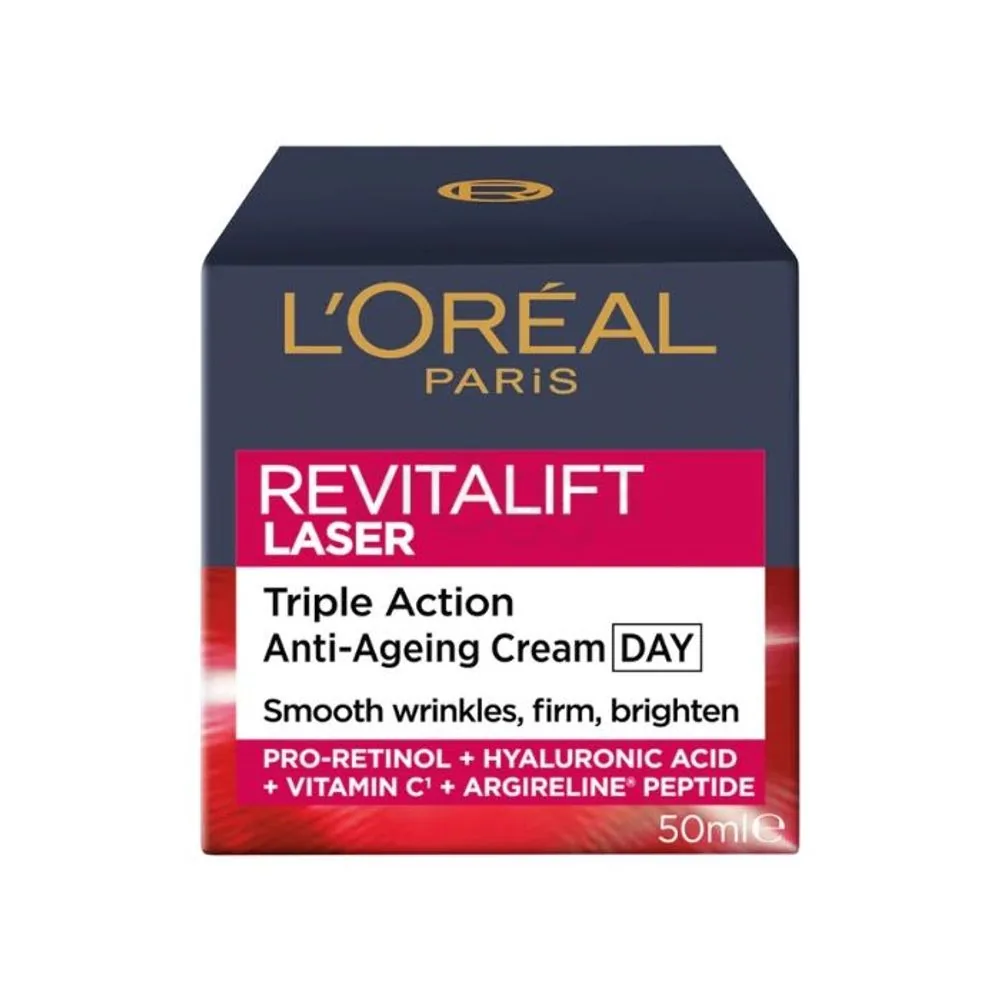 L'ORÉAL
PARiS
REVITALIFT
LASER
Triple Action
Anti-Ageing Cream DAY
Smooth wrinkles, firm, brighten
PRO-RETINOL + HYALURONIC ACID
+ VITAMIN C¹ + ARGIRELINE® PEPTIDE
50ml℮